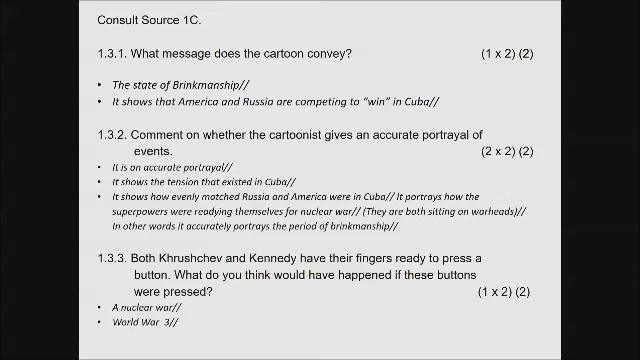 Consult Source 1C.
1.3.1. What message does the cartoon convey? (1 x 2) (2)
• The state of Brinkmanship//
• It shows that America and Russia are competing to “win” in Cuba//
1.3.2. Comment on whether the cartoonist gives an accurate portrayal of
events. (2 x 2) (2)
• It is an accurate portrayal//
• It shows the tension that existed in Cuba//
• It shows how evenly matched Russia and America were in Cuba// It portrays how the
superpowers were readying themselves for nuclear war// (They are both sitting on warheads)//
In other words it accurately portrays the period of brinkmanship//
1.3.3. Both Khrushchev and Kennedy have their fingers ready to press a
button. What do you think would have happened if these buttons
were pressed? (1 x 2) (2)
• A nuclear war//
• World War 3//